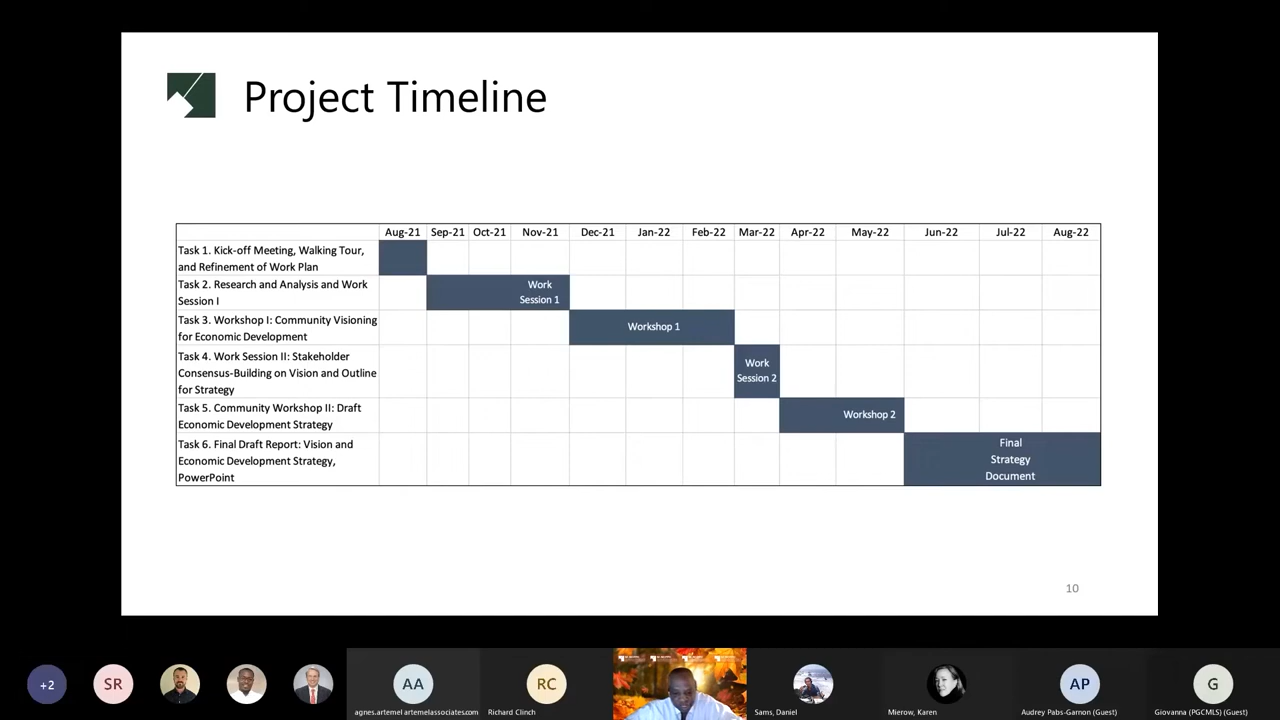 Project Timeline
Aug-21 Sep-21 Oct-21 Nov-21 Dec-21 Jan-22 Feb-22 Mar-22 Apr-22 May-22 Jun-22 Jul-22 Aug-22
Task 1. Kick-off Meeting, Walking Tour,
and Refinement of Work Plan
Task 2. Research and Analysis and Work
Session I
Work
Session 1
Task 3. Workshop I: Community Visioning
for Economic Development
Workshop 1
Task 4. Work Session II: Stakeholder
Consensus-Building on Vision and Outline
for Strategy
Work
Session 2
Task 5. Community Workshop II: Draft
Economic Development Strategy
Workshop 2
Task 6. Final Draft Report: Vision and
Economic Development Strategy,
PowerPoint
Final
Strategy
Document
10
+2
SR
AA
agnes.artemel artemelassociates.com
RC
Richard Clinch
Sams, Daniel
Mierow, Karen
AP
Audrey Pabs-Garnon (Guest)
G
Giovanna (PGCMLS) (Guest)